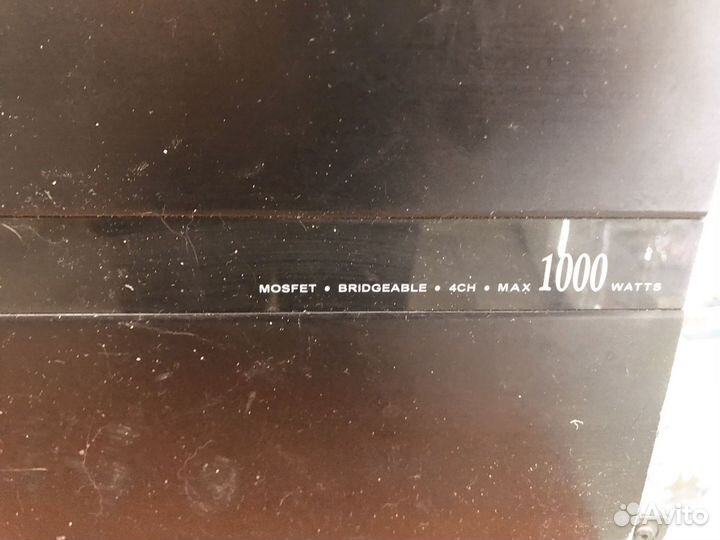 MOSFET • BRIDGEABLE • 4CH • MAX 1000 WATTS
Avito